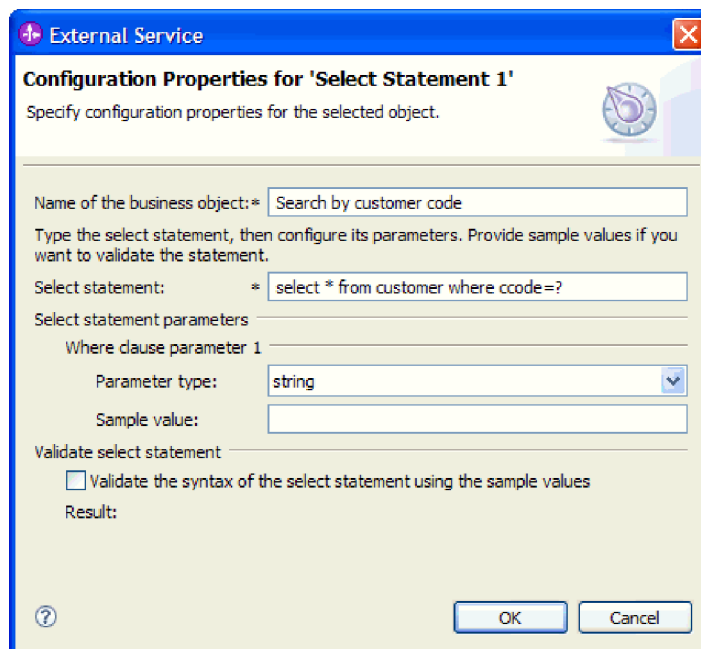 External Service
Configuration Properties for 'Select Statement 1'
Specify configuration properties for the selected object.
Name of the business object:* Search by customer code
Type the select statement, then configure its parameters. Provide sample values if you
want to validate the statement.
Select statement: * select * from customer where ccode=?
Select statement parameters
Where clause parameter 1
Parameter type: string
Sample value:
Validate select statement
Validate the syntax of the select statement using the sample values
Result:
? OK Cancel